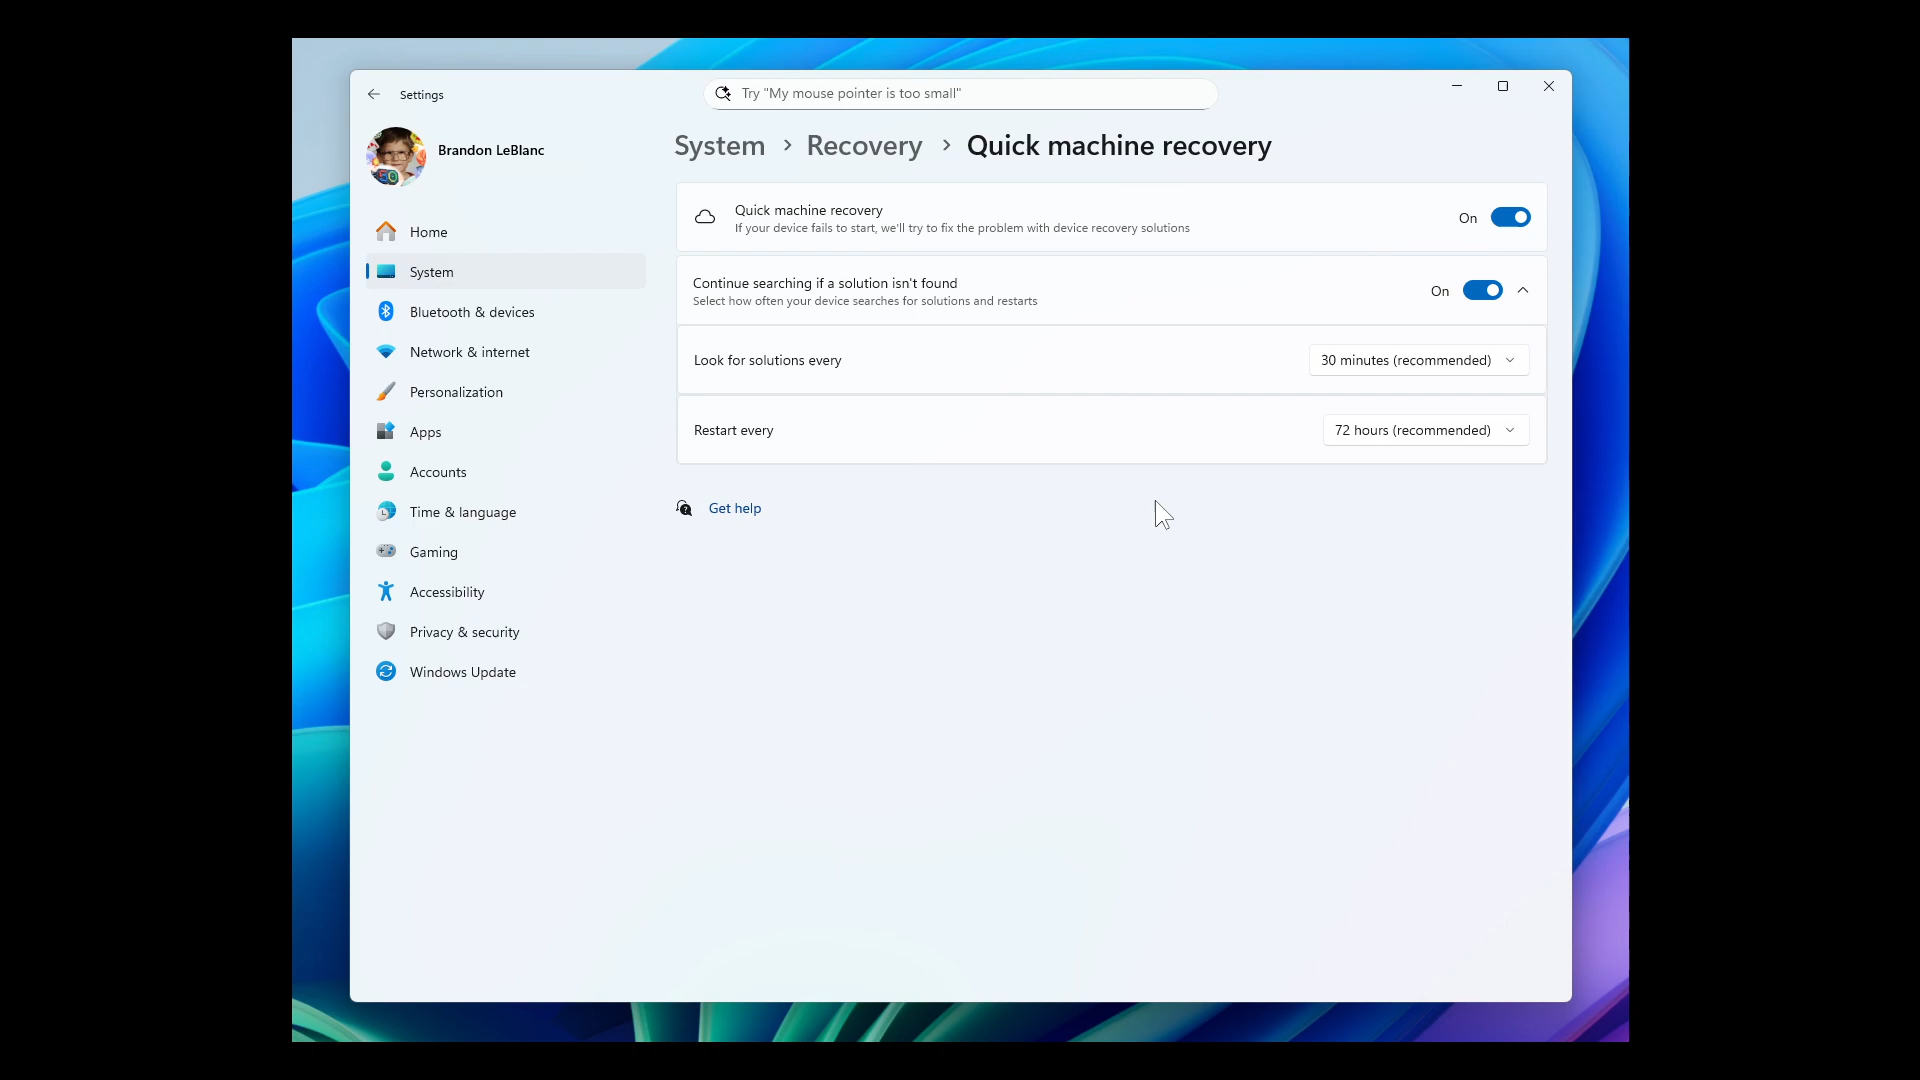 Settings
Try "My mouse pointer is too small"
Brandon LeBlanc
Home
System
Bluetooth & devices
Network & internet
Personalization
Apps
Accounts
Time & language
Gaming
Accessibility
Privacy & security
Windows Update
System > Recovery > Quick machine recovery
Quick machine recovery
If your device fails to start, we'll try to fix the problem with device recovery solutions
On
Continue searching if a solution isn't found
Select how often your device searches for solutions and restarts
On
Look for solutions every
30 minutes (recommended)
Restart every
72 hours (recommended)
Get help